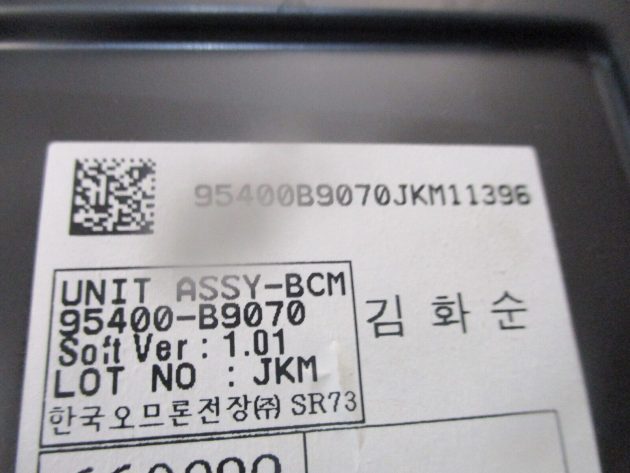 95400B9070JKM11396
UNIT ASSY-BCM
95400-B9070
김 화 순
Soft Ver : 1.01
LOT NO : JKM
한국오므론전장㈜ SR73